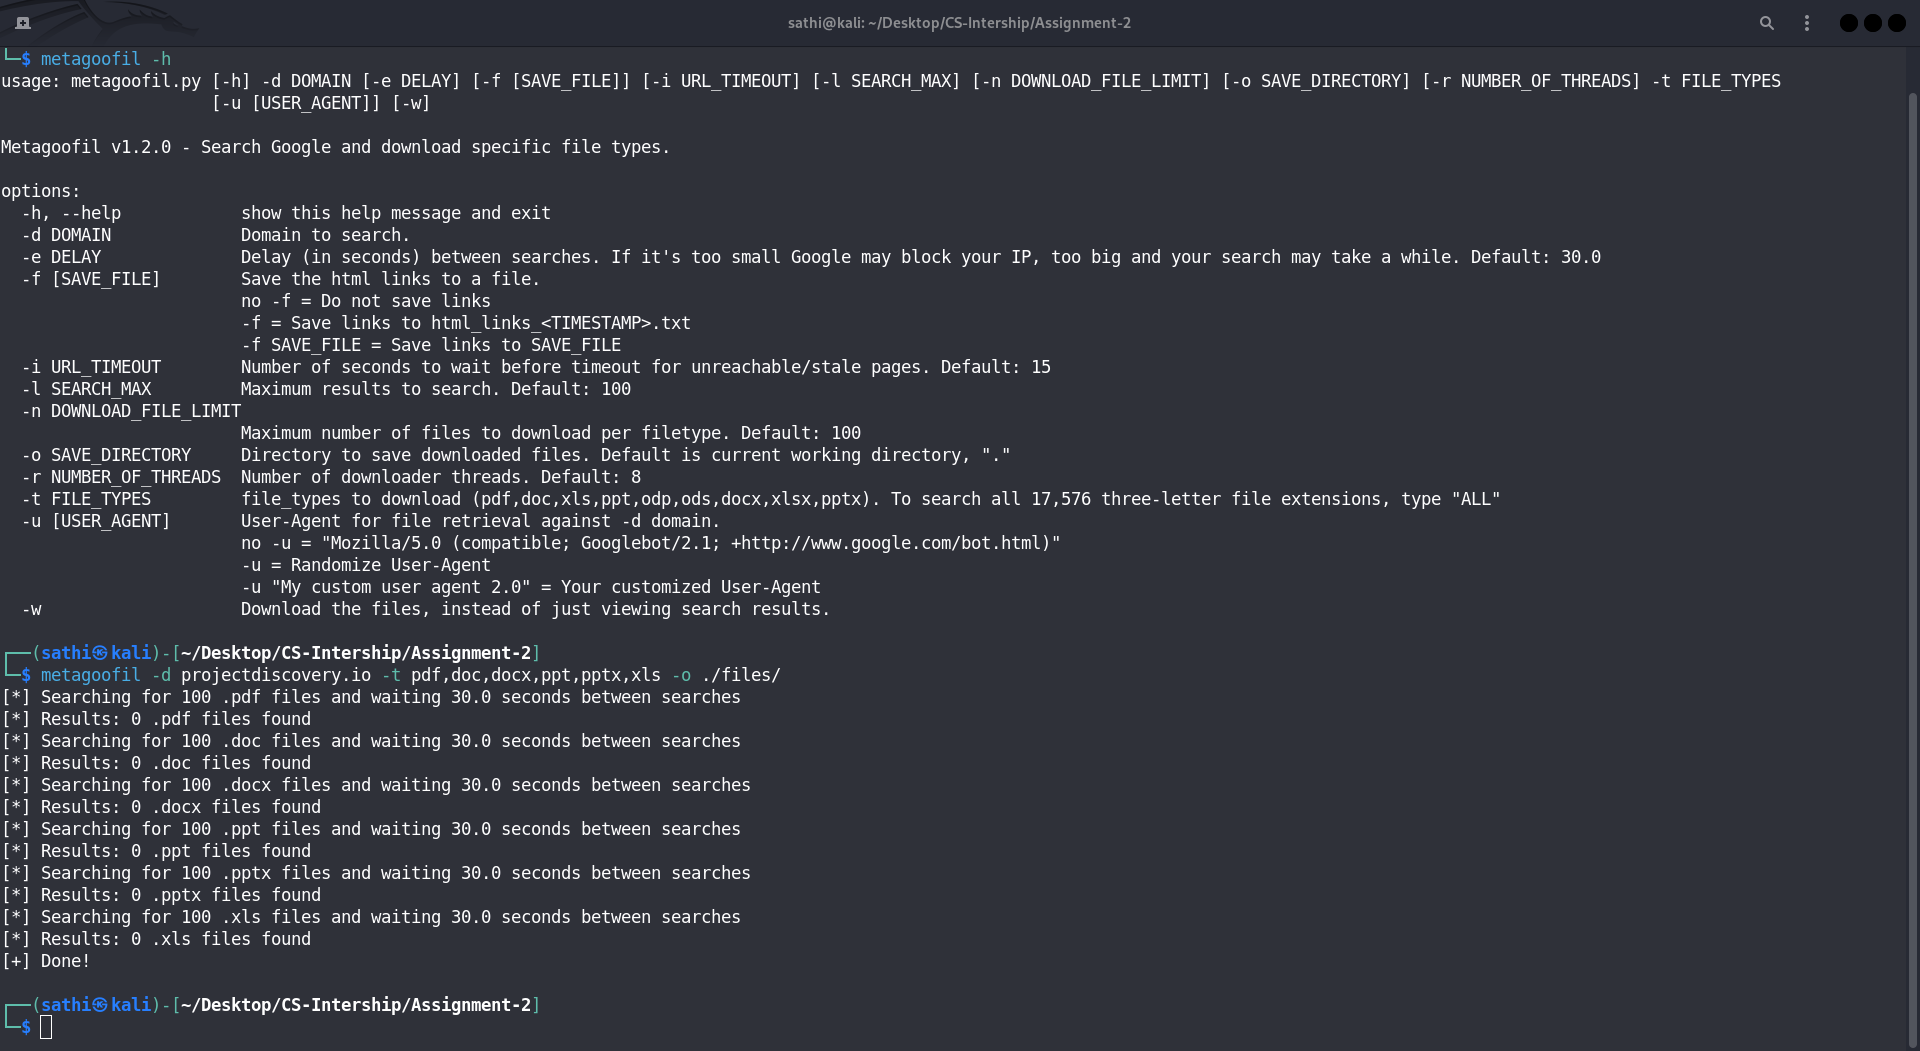 sathi@kali: ~/Desktop/CS-Intership/Assignment-2
└─$ metagoofil -h
usage: metagoofil.py [-h] -d DOMAIN [-e DELAY] [-f [SAVE_FILE]] [-i URL_TIMEOUT] [-l SEARCH_MAX] [-n DOWNLOAD_FILE_LIMIT] [-o SAVE_DIRECTORY] [-r NUMBER_OF_THREADS] -t FILE_TYPES
                     [-u [USER_AGENT]] [-w]

Metagoofil v1.2.0 - Search Google and download specific file types.

options:
  -h, --help            show this help message and exit
  -d DOMAIN             Domain to search.
  -e DELAY              Delay (in seconds) between searches. If it's too small Google may block your IP, too big and your search may take a while. Default: 30.0
  -f [SAVE_FILE]        Save the html links to a file.
                        no -f = Do not save links
                        -f = Save links to html_links_<TIMESTAMP>.txt
                        -f SAVE_FILE = Save links to SAVE_FILE
  -i URL_TIMEOUT        Number of seconds to wait before timeout for unreachable/stale pages. Default: 15
  -l SEARCH_MAX         Maximum results to search. Default: 100
  -n DOWNLOAD_FILE_LIMIT
                        Maximum number of files to download per filetype. Default: 100
  -o SAVE_DIRECTORY     Directory to save downloaded files. Default is current working directory, "."
  -r NUMBER_OF_THREADS  Number of downloader threads. Default: 8
  -t FILE_TYPES         file_types to download (pdf,doc,xls,ppt,odp,ods,docx,xlsx,pptx). To search all 17,576 three-letter file extensions, type "ALL"
  -u [USER_AGENT]       User-Agent for file retrieval against -d domain.
                        no -u = "Mozilla/5.0 (compatible; Googlebot/2.1; +http://www.google.com/bot.html)"
                        -u = Randomize User-Agent
                        -u "My custom user agent 2.0" = Your customized User-Agent
  -w                    Download the files, instead of just viewing search results.

┌──(sathi㉿kali)-[~/Desktop/CS-Intership/Assignment-2]
└─$ metagoofil -d projectdiscovery.io -t pdf,doc,docx,ppt,pptx,xls -o ./files/
[*] Searching for 100 .pdf files and waiting 30.0 seconds between searches
[*] Results: 0 .pdf files found
[*] Searching for 100 .doc files and waiting 30.0 seconds between searches
[*] Results: 0 .doc files found
[*] Searching for 100 .docx files and waiting 30.0 seconds between searches
[*] Results: 0 .docx files found
[*] Searching for 100 .ppt files and waiting 30.0 seconds between searches
[*] Results: 0 .ppt files found
[*] Searching for 100 .pptx files and waiting 30.0 seconds between searches
[*] Results: 0 .pptx files found
[*] Searching for 100 .xls files and waiting 30.0 seconds between searches
[*] Results: 0 .xls files found
[+] Done!

┌──(sathi㉿kali)-[~/Desktop/CS-Intership/Assignment-2]
└─$